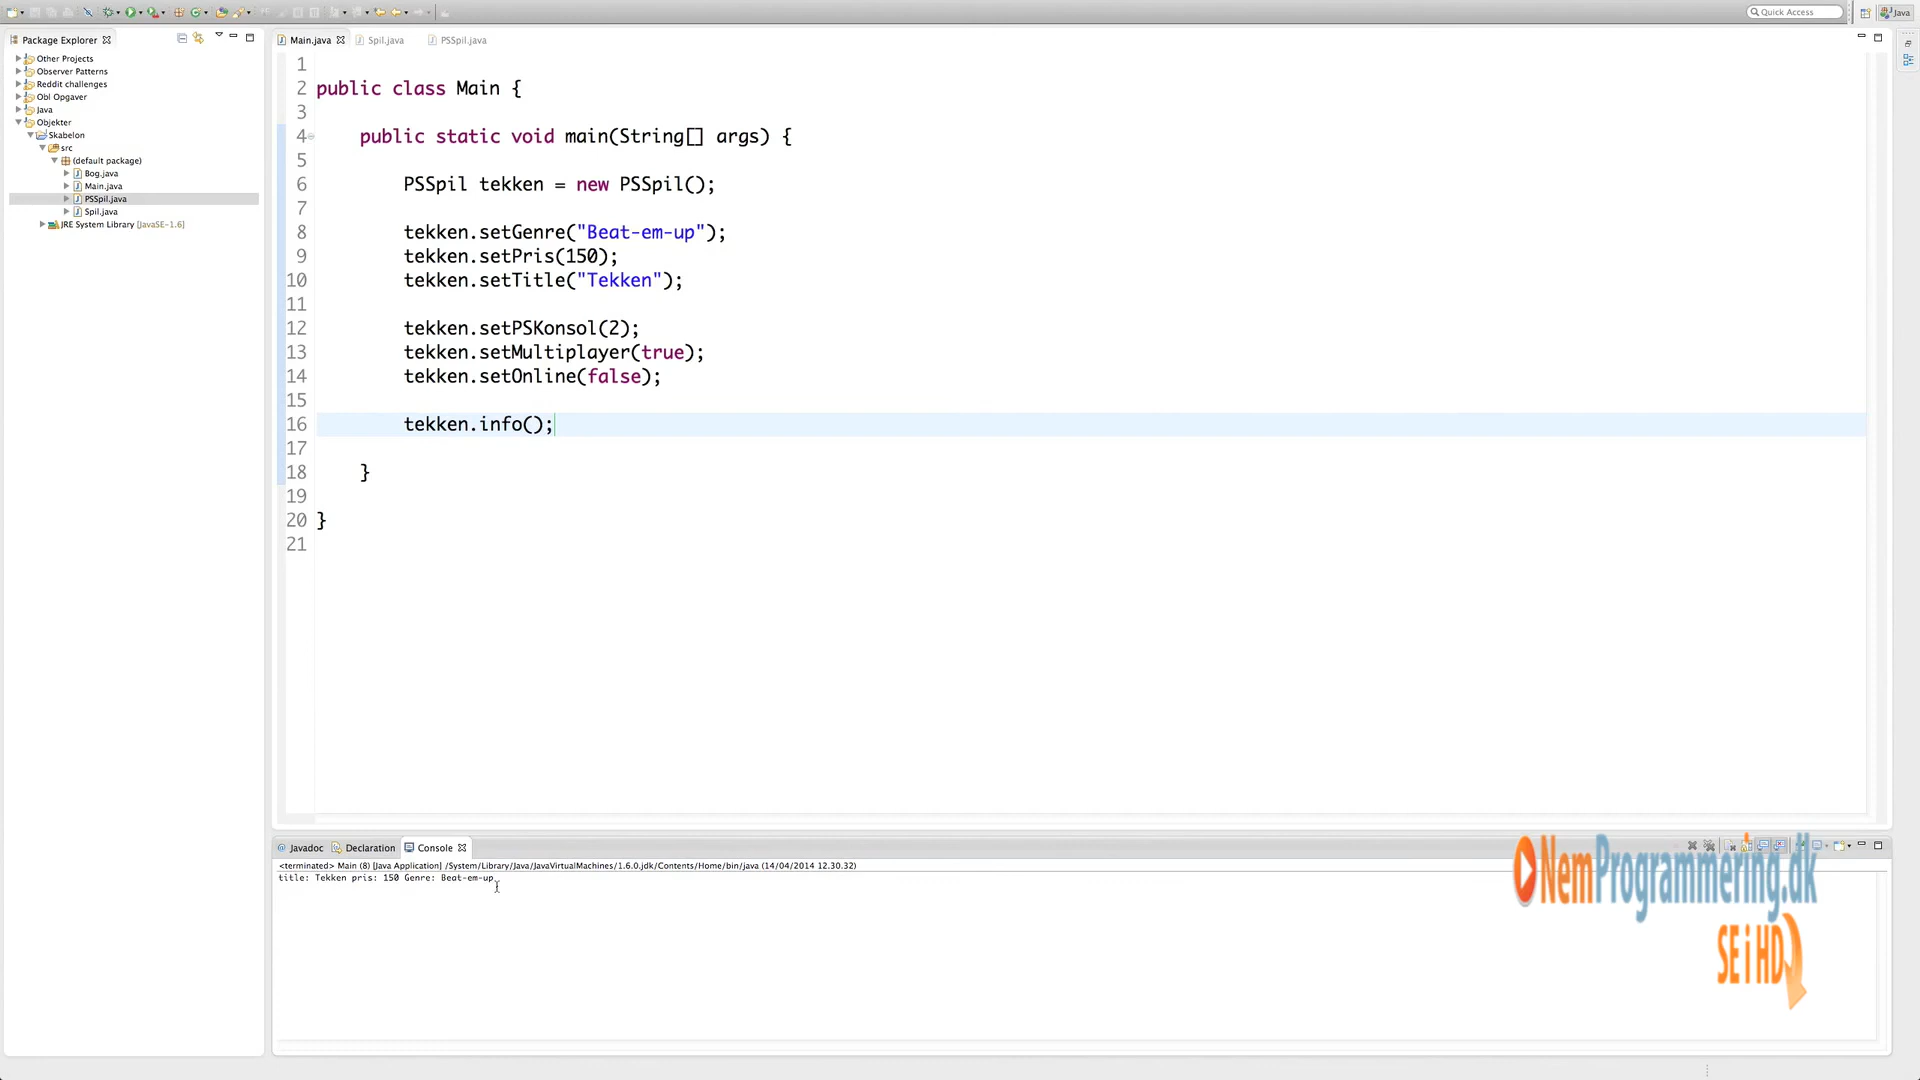 Quick Access
Java
Package Explorer
Main.java
Spil.java
PSSpil.java
Other Projects
Observer Patterns
Reddit challenges
Obl Opgaver
Java
Objekter
Skabelon
src
(default package)
Bog.java
Main.java
PSSpil.java
Spil.java
JRE System Library [JavaSE-1.6]
1
2 public class Main {
3
4 public static void main(String[] args) {
5
6 PSSpil tekken = new PSSpil();
7
8 tekken.setGenre("Beat-em-up");
9 tekken.setPris(150);
10 tekken.setTitle("Tekken");
11
12 tekken.setPSKonsol(2);
13 tekken.setMultiplayer(true);
14 tekken.setOnline(false);
15
16 tekken.info();
17
18 }
19
20 }
21
Javadoc Declaration Console
<terminated> Main (8) [Java Application] /System/Library/Java/JavaVirtualMachines/1.6.0.jdk/Contents/Home/bin/java (14/04/2014 12.30.32)
title: Tekken pris: 150 Genre: Beat-em-up
NemProgrammering.dk
SE i HD